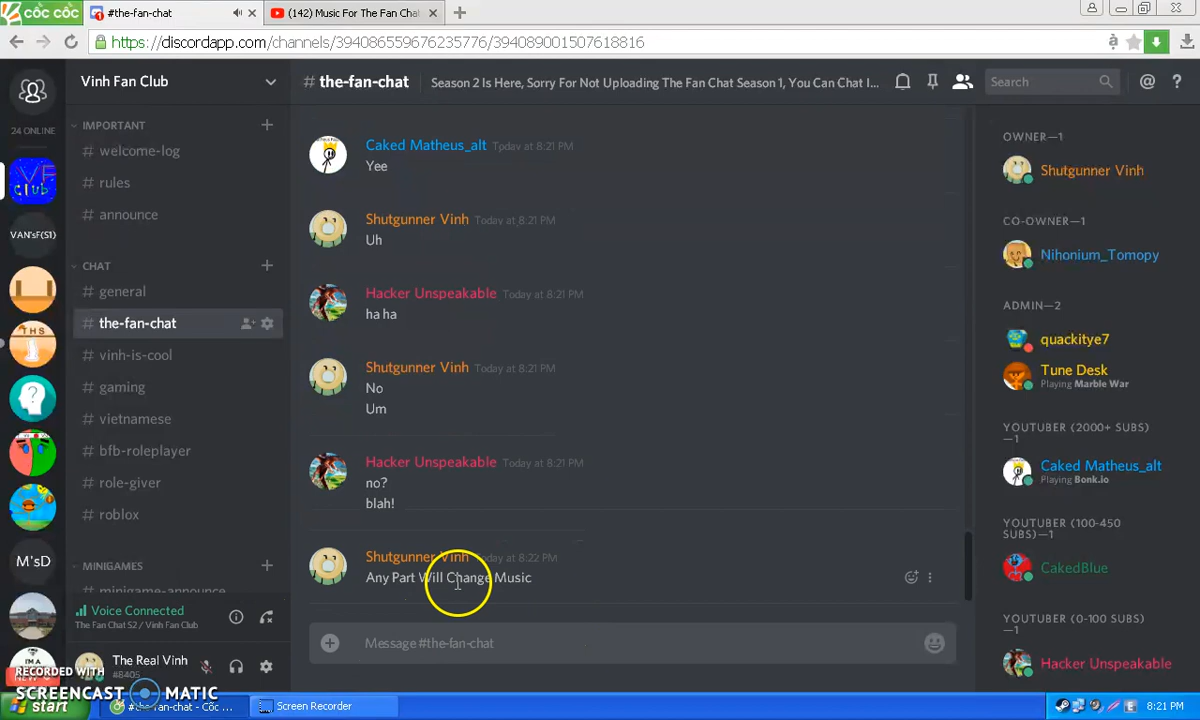 CỐC CỐC
#the-fan-chat
(142) Music For The Fan Chat
https://discordapp.com/channels/394086559676235776/394089001507618816
24 ONLINE
VAN'sF(S1)
THS
M'sD
I'M A
Vinh Fan Club
IMPORTANT
# welcome-log
# rules
# announce
CHAT
# general
# the-fan-chat
# vinh-is-cool
# gaming
# vietnamese
# bfb-roleplayer
# role-giver
# roblox
MINIGAMES
# minigame-announce
Voice Connected
The Fan Chat S2 / Vinh Fan Club
The Real Vinh
#8405
# the-fan-chat
Season 2 Is Here, Sorry For Not Uploading The Fan Chat Season 1, You Can Chat I...
Search
Caked Matheus_alt Today at 8:21 PM
Yee
Shutgunner Vinh Today at 8:21 PM
Uh
Hacker Unspeakable Today at 8:21 PM
ha ha
Shutgunner Vinh Today at 8:21 PM
No
Um
Hacker Unspeakable Today at 8:21 PM
no?
blah!
Shutgunner Vinh Today at 8:22 PM
Any Part Will Change Music
Message #the-fan-chat
OWNER—1
Shutgunner Vinh
CO-OWNER—1
Nihonium_Tomopy
ADMIN—2
quackitye7
Tune Desk
Playing Marble War
YOUTUBER (2000+ SUBS)
—1
Caked Matheus_alt
Playing Bonk.io
YOUTUBER (100-450
SUBS)—1
CakedBlue
YOUTUBER (0-100 SUBS)
—1
Hacker Unspeakable
RECORDED WITH
SCREENCAST MATIC
start
#the-fan-chat - Cốc ...
Screen Recorder
8:21 PM